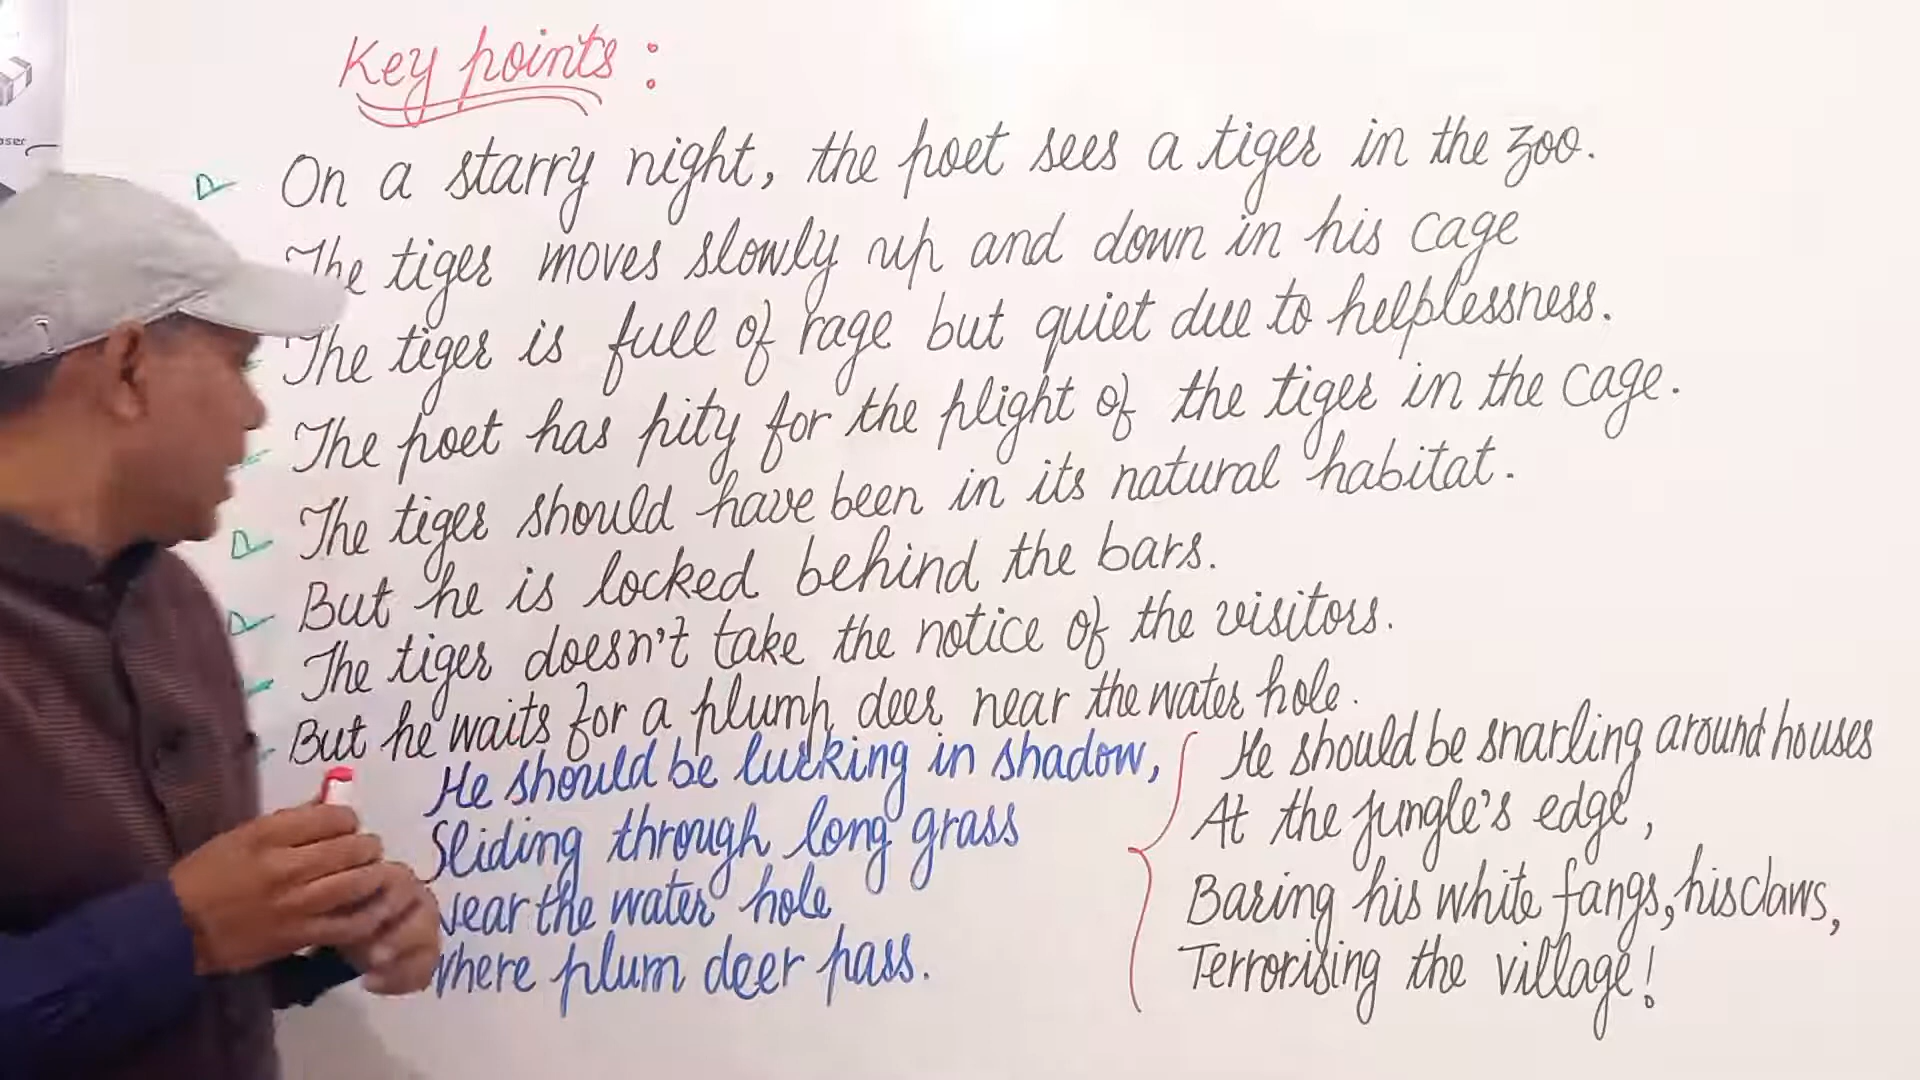 Key points:
On a starry night, the poet sees a tiger in the zoo.
The tiger moves slowly up and down in his cage
The tiger is full of rage but quiet due to helplessness.
The poet has pity for the plight of the tiger in the cage.
The tiger should have been in its natural habitat.
But he is locked behind the bars.
The tiger doesn't take the notice of the visitors.
But he waits for a plump deer near the water hole.
He should be lurking in shadow,
Sliding through long grass
Near the water hole
Where plum deer pass.
He should be snarling around houses
At the jungle's edge,
Baring his white fangs, his claws,
Terrorising the village!